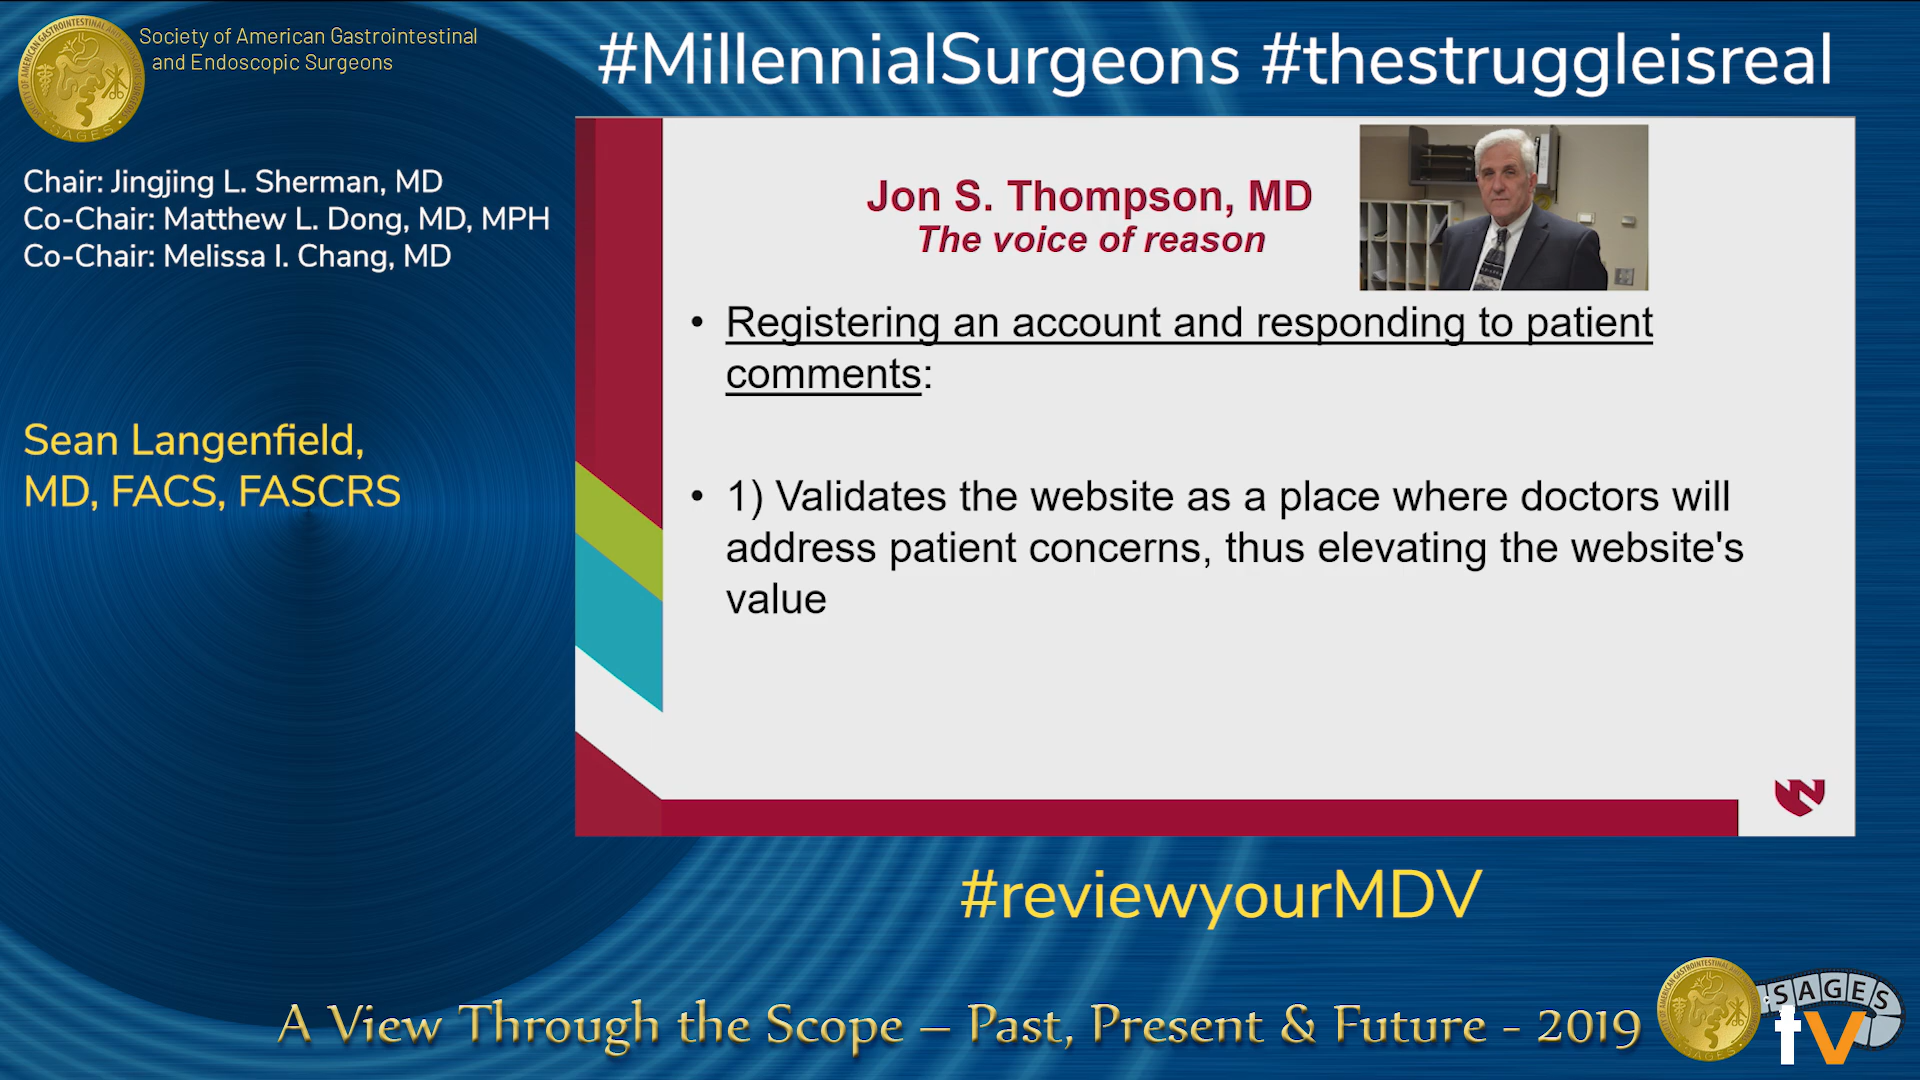 Society of American Gastrointestinal
and Endoscopic Surgeons
#MillennialSurgeons #thestruggleisreal
Chair: Jingjing L. Sherman, MD
Co-Chair: Matthew L. Dong, MD, MPH
Co-Chair: Melissa I. Chang, MD
Sean Langenfield,
MD, FACS, FASCRS
Jon S. Thompson, MD
The voice of reason
• Registering an account and responding to patient
comments:
• 1) Validates the website as a place where doctors will
address patient concerns, thus elevating the website's
value
#reviewyourMDV
A View Through the Scope – Past, Present & Future - 2019
SAGES
tv
SAGES